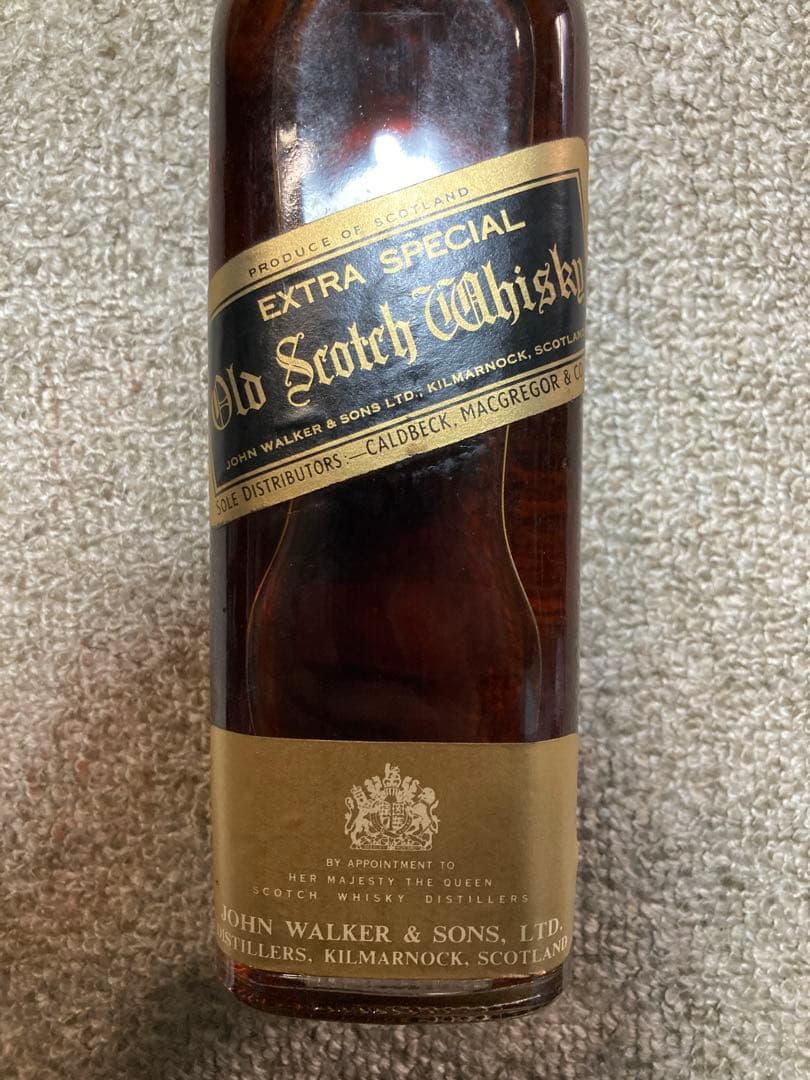 PRODUCE OF SCOTLAND
EXTRA SPECIAL
Old Scotch Whisky
JOHN WALKER & SONS LTD., KILMARNOCK, SCOTLAND
SOLE DISTRIBUTORS:—CALDBECK, MACGREGOR & CO
BY APPOINTMENT TO
HER MAJESTY THE QUEEN
SCOTCH WHISKY DISTILLERS
JOHN WALKER & SONS, LTD.
DISTILLERS, KILMARNOCK, SCOTLAND